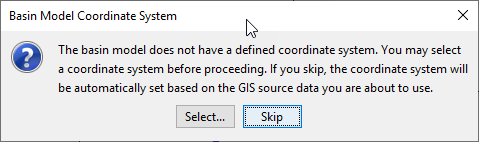 Basin Model Coordinate System
The basin model does not have a defined coordinate system. You may select
a coordinate system before proceeding. If you skip, the coordinate system will
be automatically set based on the GIS source data you are about to use.
Select... Skip